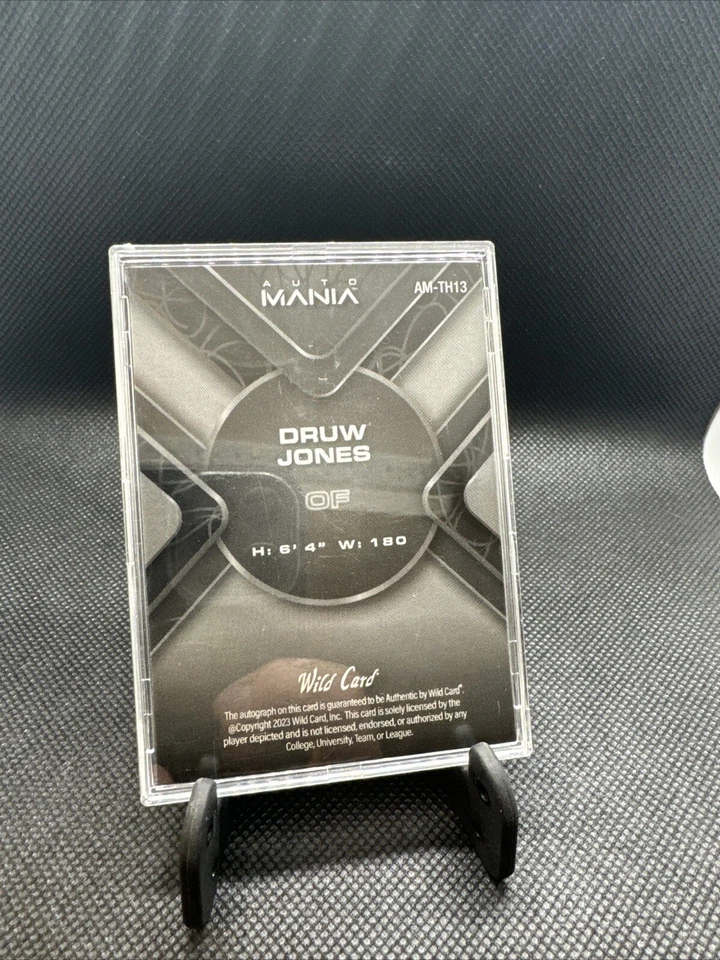 AUTO
MANIA™
AM-TH13
DRUW
JONES
OF
H: 6' 4" W: 180
Wild Card®
The autograph on this card is guaranteed to be Authentic by Wild Card®.
@Copyright 2023 Wild Card, Inc. This card is solely licensed by the
player depicted and is not licensed, endorsed, or authorized by any
College, University, Team, or League.